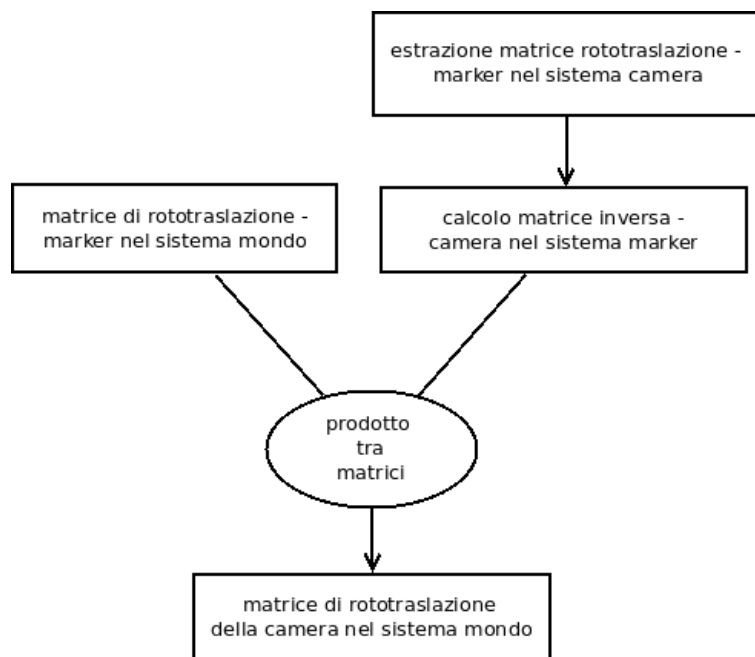 estrazione matrice rototraslazione -
marker nel sistema camera
matrice di rototraslazione -
marker nel sistema mondo
calcolo matrice inversa -
camera nel sistema marker
prodotto
tra
matrici
matrice di rototraslazione
della camera nel sistema mondo